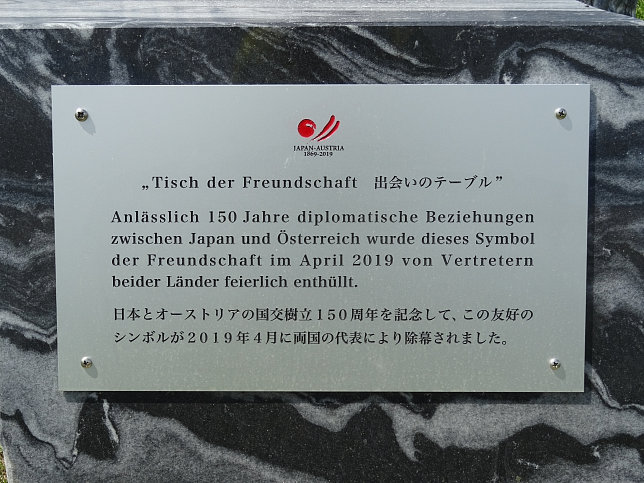 JAPAN-AUSTRIA
1869-2019
„Tisch der Freundschaft 出会いのテーブル”
Anlässlich 150 Jahre diplomatische Beziehungen
zwischen Japan und Österreich wurde dieses Symbol
der Freundschaft im April 2019 von Vertretern
beider Länder feierlich enthüllt.
日本とオーストリアの国交樹立１５０周年を記念して、この友好の
シンボルが２０１９年４月に両国の代表により除幕されました。